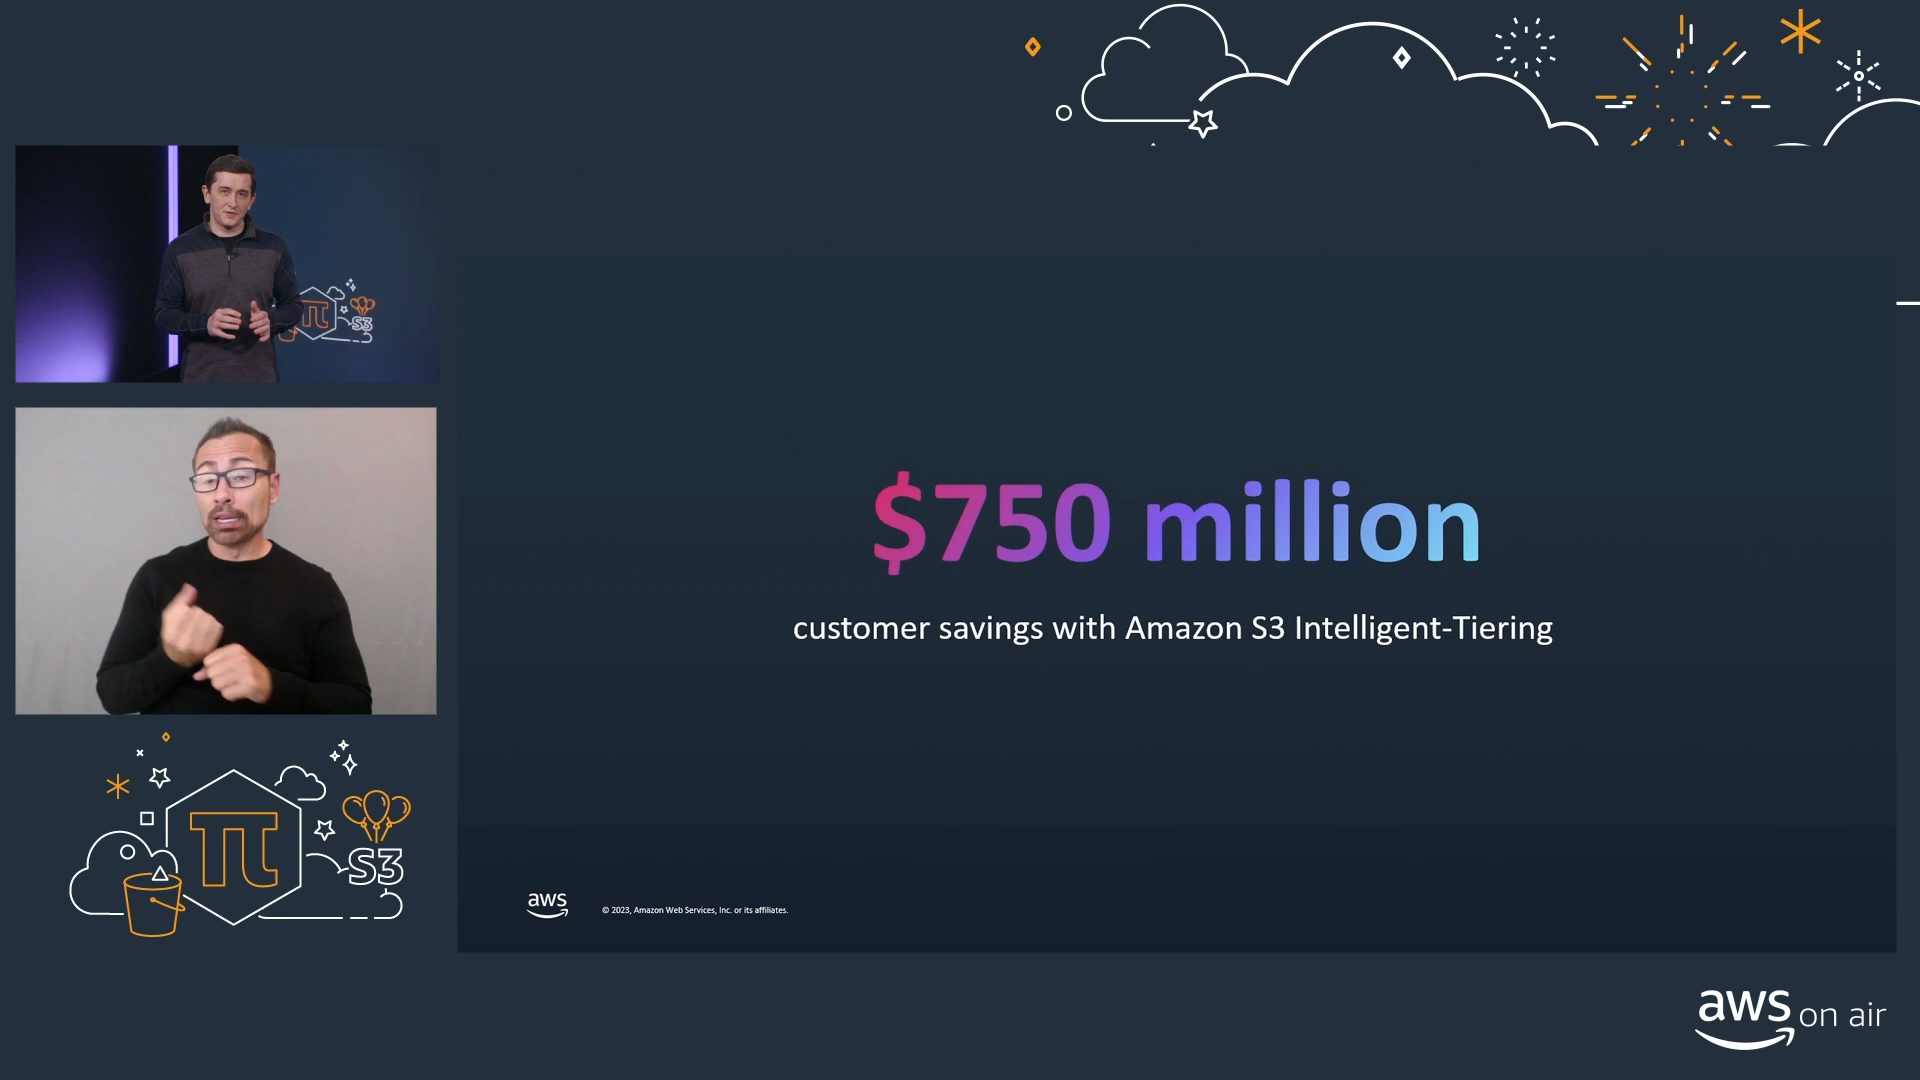 π
S3
$750 million
customer savings with Amazon S3 Intelligent-Tiering
π
S3
aws
© 2023, Amazon Web Services, Inc. or its affiliates.
aws on air